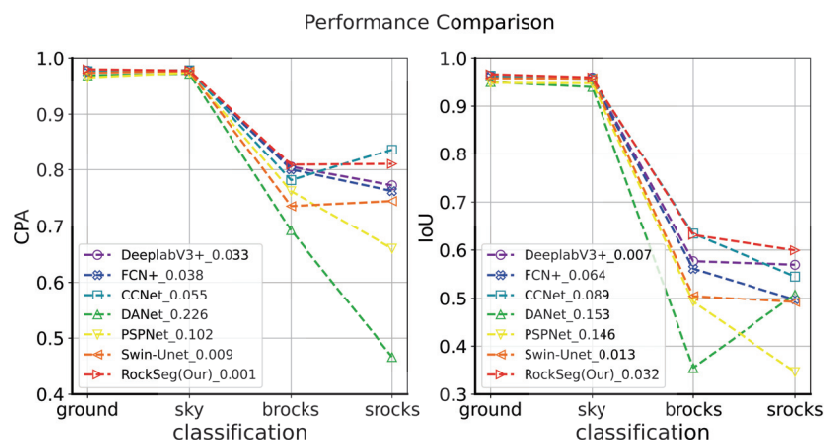 Performance Comparison
CPA
1.0
0.9
0.8
0.7
0.6
0.5
0.4
DeeplabV3+_0.033
FCN+_0.038
CCNet_0.055
DANet_0.226
PSPNet_0.102
Swin-Unet_0.009
RockSeg(Our)_0.001
ground sky brocks srocks
classification
IoU
1.0
0.9
0.8
0.7
0.6
0.5
0.4
0.3
DeeplabV3+_0.007
FCN+_0.064
CCNet_0.089
DANet_0.153
PSPNet_0.146
Swin-Unet_0.013
RockSeg(Our)_0.032
ground sky brocks srocks
classification